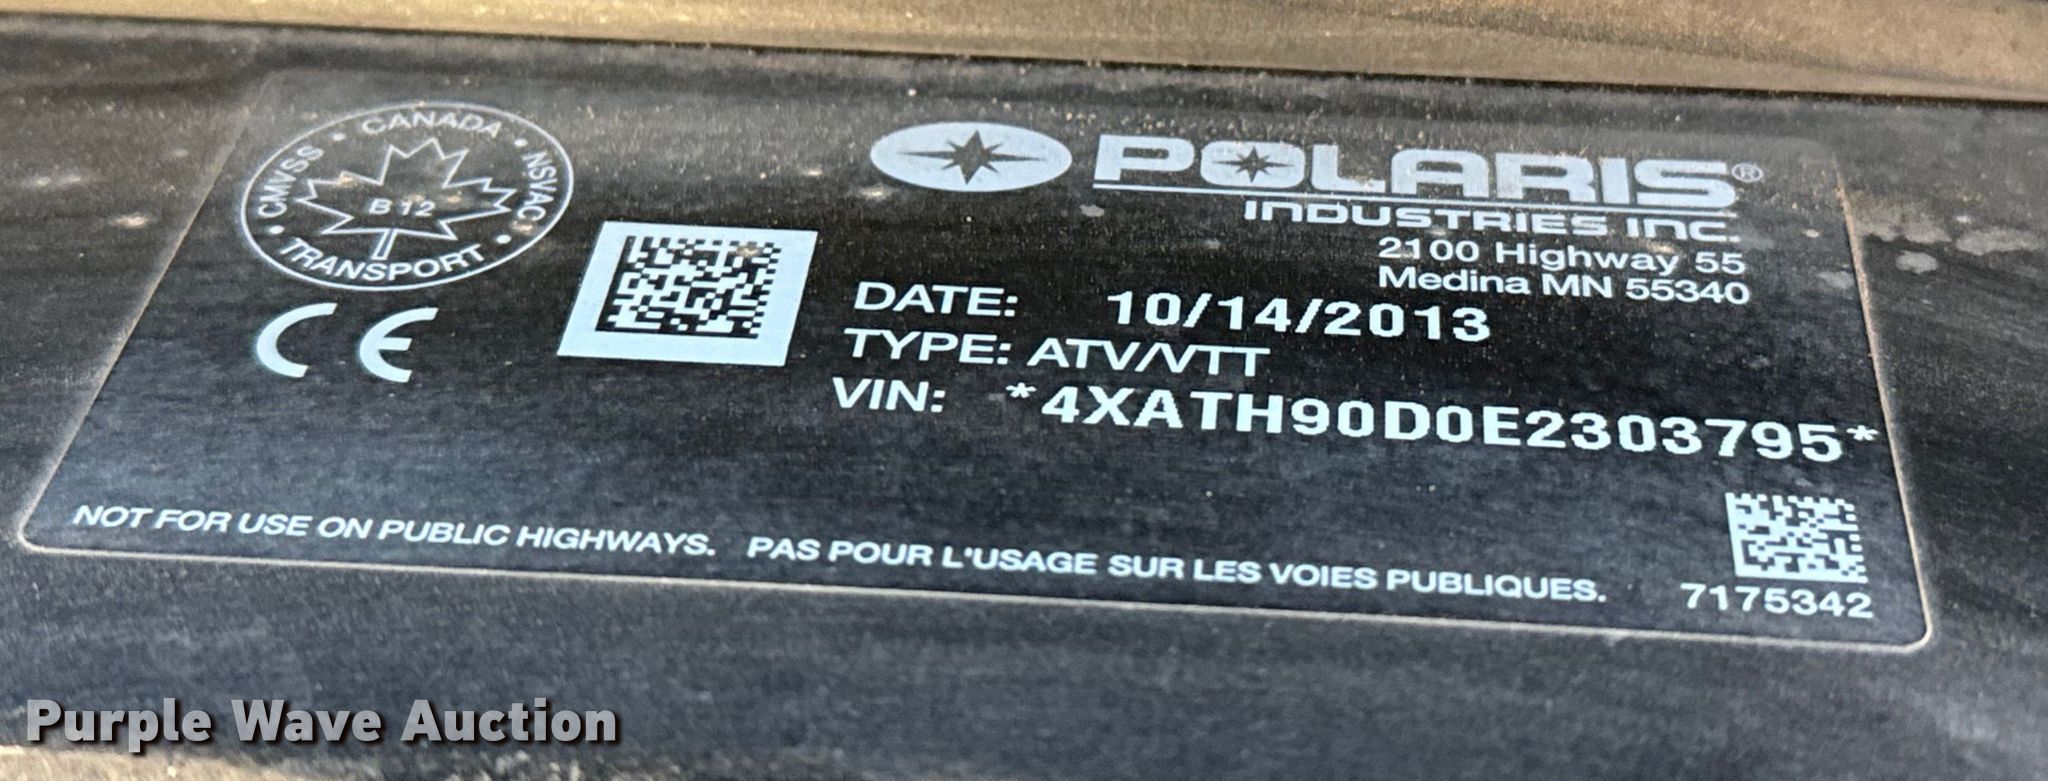 CANADA
CMVSS
NSVAC
B 12
TRANSPORT
CE
POLARIS®
INDUSTRIES INC.
2100 Highway 55
Medina MN 55340
DATE: 10/14/2013
TYPE: ATV/VTT
VIN: *4XATH90D0E2303795*
NOT FOR USE ON PUBLIC HIGHWAYS. PAS POUR L'USAGE SUR LES VOIES PUBLIQUES.
7175342
Purple Wave Auction